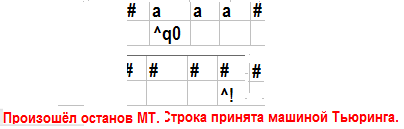 # a a a #
^q0
# # # # #
^!
Произошёл останов МТ. Строка принята машиной Тьюринга.